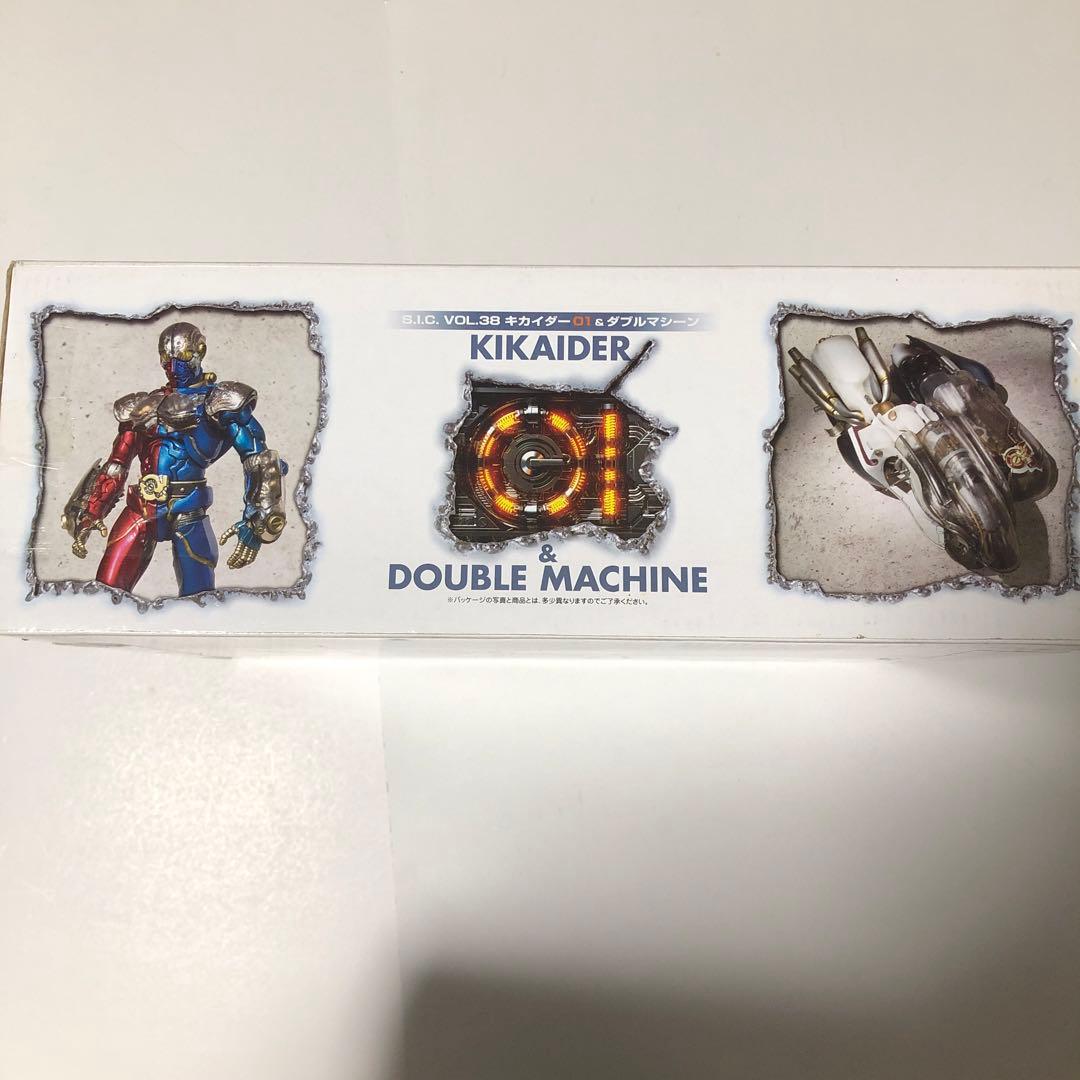 S.I.C. VOL.38 キカイダー01&ダブルマシーン
KIKAIDER
01
&
DOUBLE MACHINE
※パッケージの写真と商品とは、多少異なりますのでご了承ください。